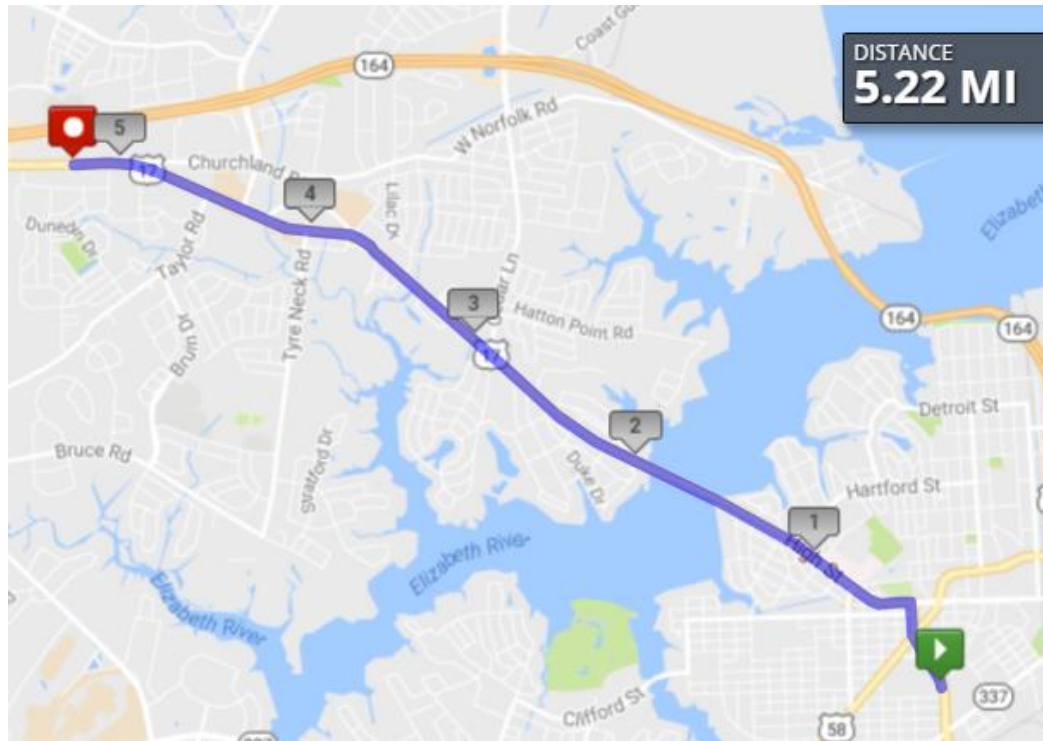 Coast Gu
DISTANCE
5.22 MI
164
5
W Norfolk Rd
Churchland
17
4
Lilac Dr
Elizabeth
Dunedin Dr
Taylor Rd
Tyre Neck Rd
3
Hatton Point Rd
164
164
Bruin Dr
17
Detroit St
2
Bruce Rd
Stratford Dr
Duke Dr
Hartford St
1
High St
Elizabeth River
Elizabeth River
337
Clifford St
58
337